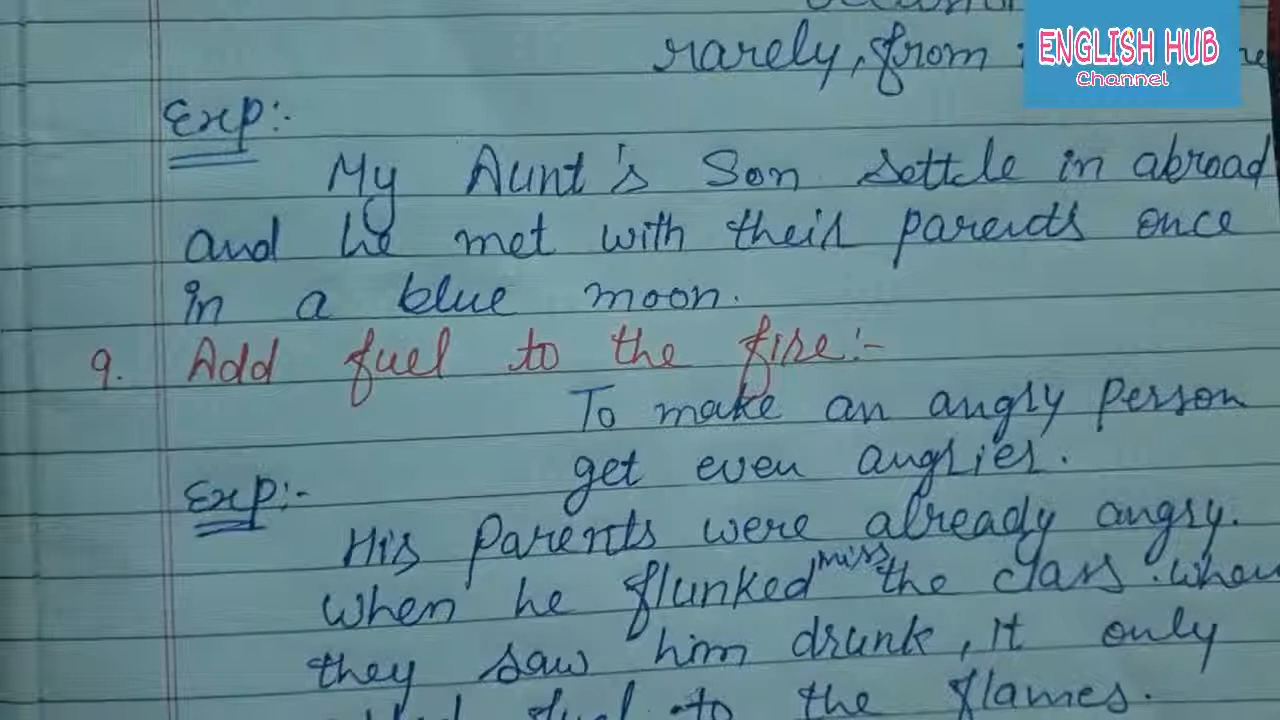 rarely, from
ENGLISH HUB
Channel
Exp:-
My Aunt's Son settle in abroad
and he met with their parents once
in a blue moon.
9. Add fuel to the fire:-
To make an angry person
get even angrier.
Exp:-
His parents were already angry.
When he flunked miss the class. when
they saw him drunk, it only
fuel to the flames.